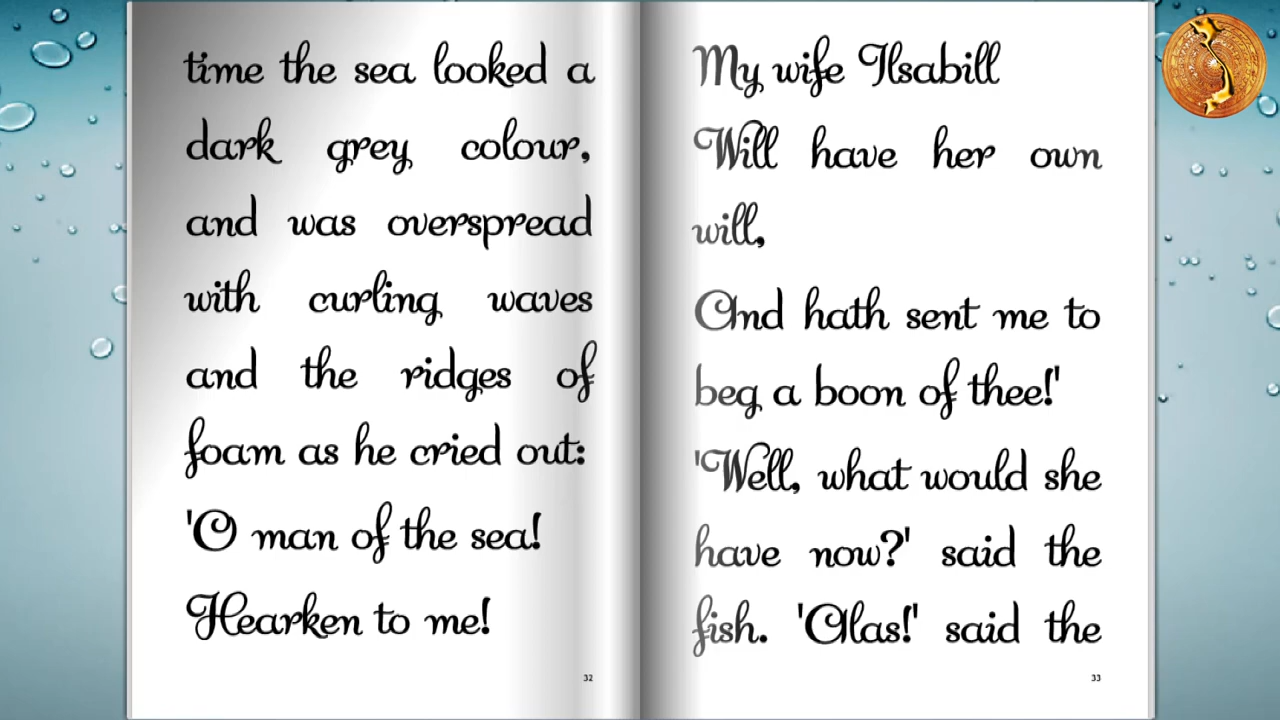 time the sea looked a
dark grey colour,
and was overspread
with curling waves
and the ridges of
foam as he cried out:
'O man of the sea!
Hearken to me!
32
My wife Ilsabill
Will have her own
will,
And hath sent me to
beg a boon of thee!'
'Well, what would she
have now?' said the
fish. 'Alas!' said the
33